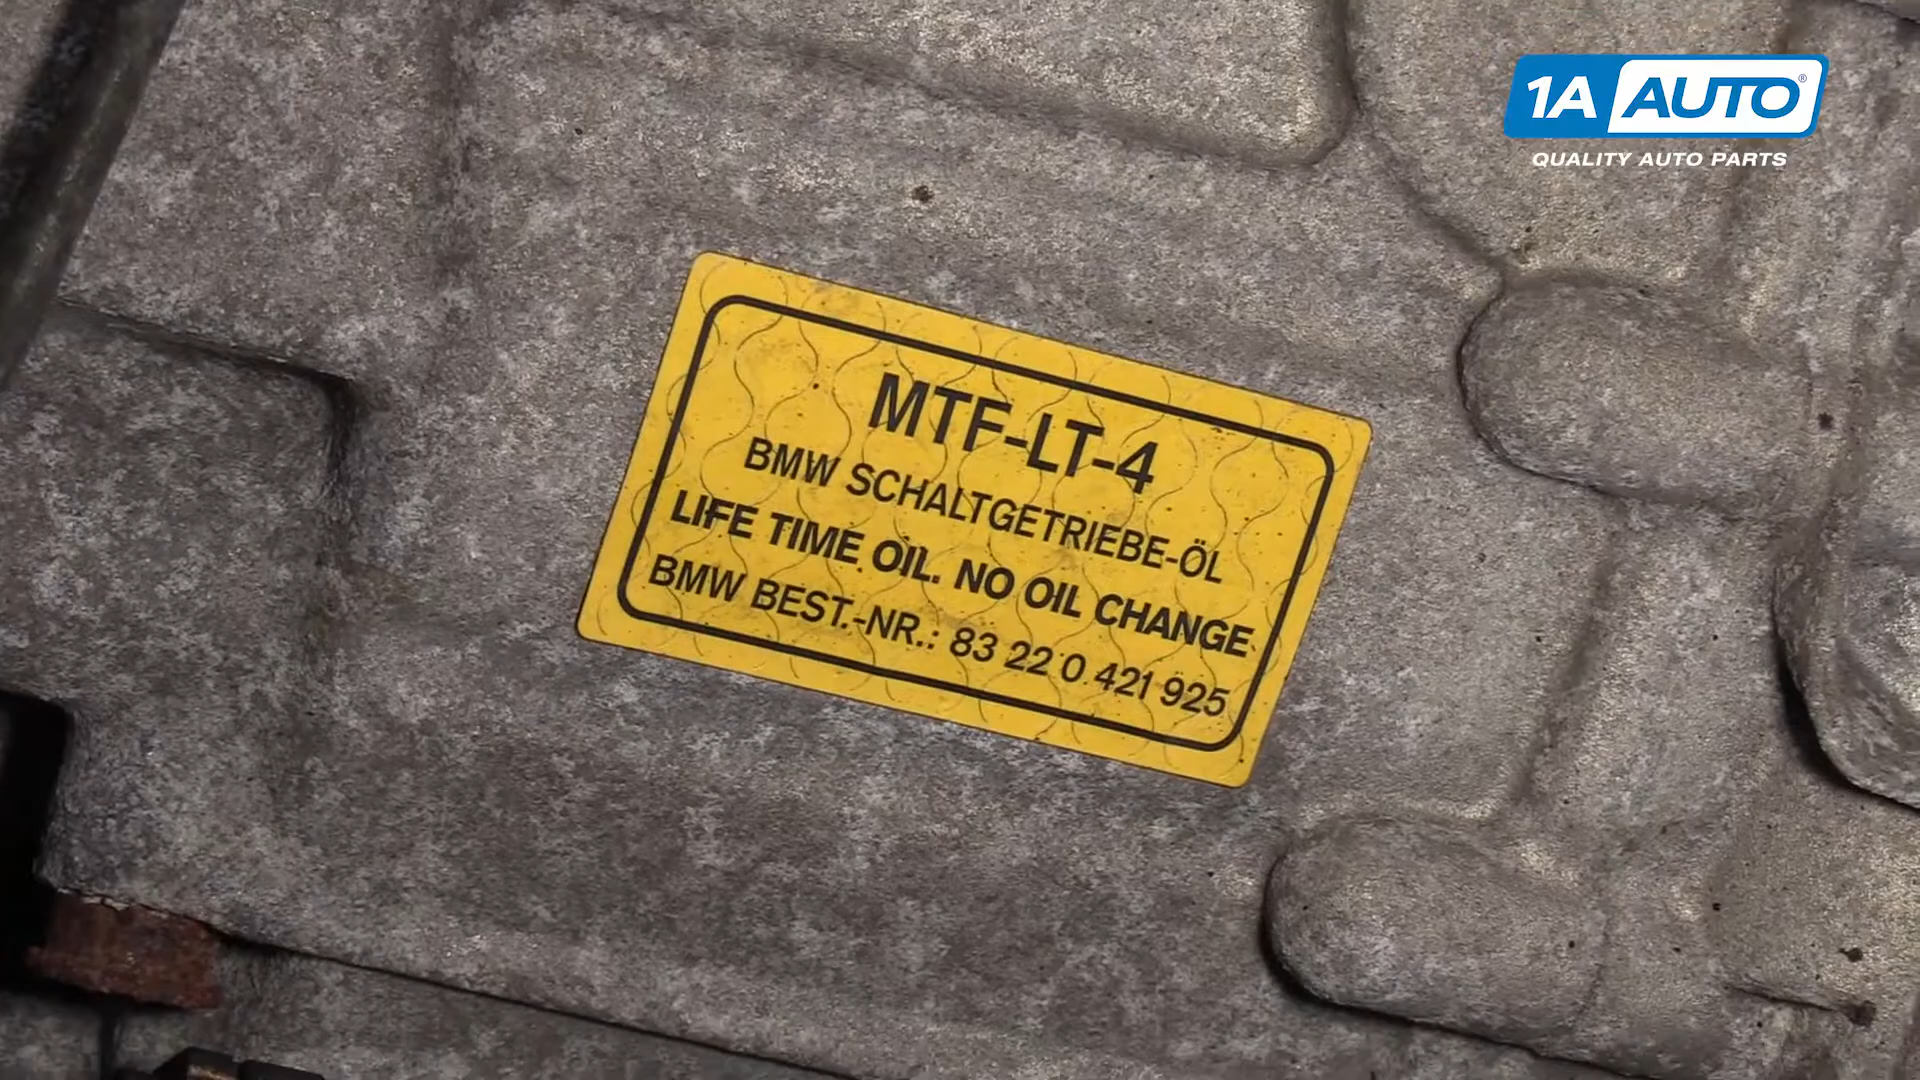 1A AUTO®
QUALITY AUTO PARTS
MTF-LT-4
BMW SCHALTGETRIEBE-ÖL
LIFE TIME OIL. NO OIL CHANGE
BMW BEST.-NR.: 83 22 0 421 925